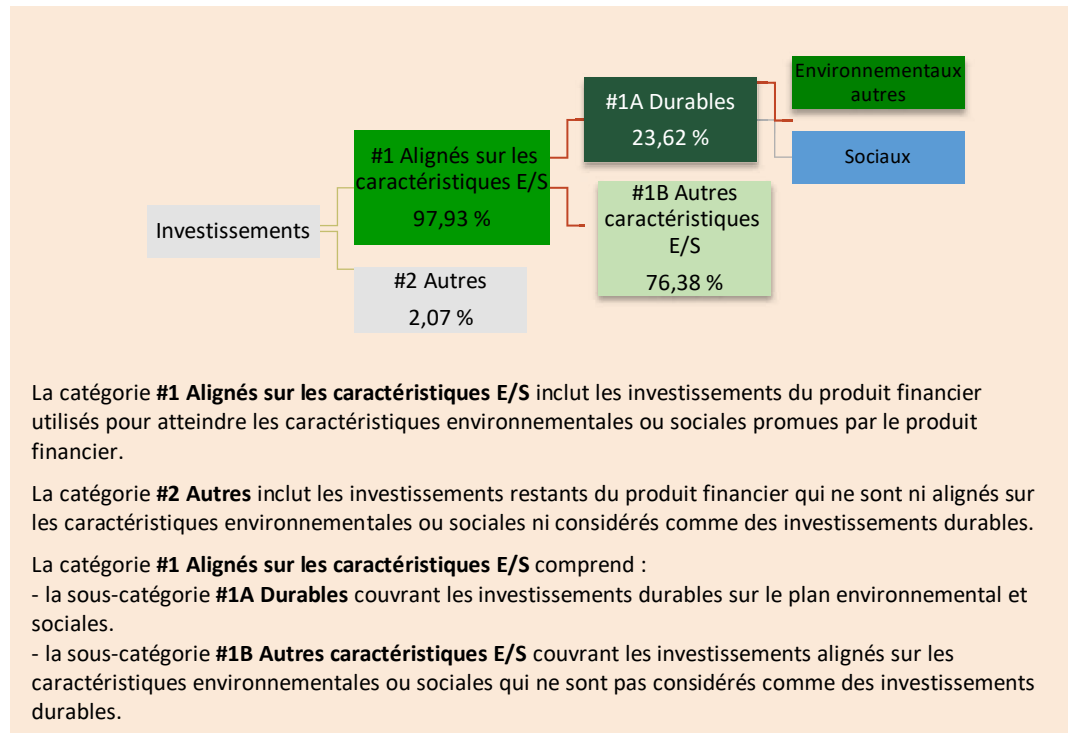 Investissements
#1 Alignés sur les
caractéristiques E/S
97,93 %
#2 Autres
2,07 %
#1A Durables
23,62 %
#1B Autres
caractéristiques
E/S
76,38 %
Environnementaux
autres
Sociaux
La catégorie #1 Alignés sur les caractéristiques E/S inclut les investissements du produit financier
utilisés pour atteindre les caractéristiques environnementales ou sociales promues par le produit
financier.
La catégorie #2 Autres inclut les investissements restants du produit financier qui ne sont ni alignés sur
les caractéristiques environnementales ou sociales ni considérés comme des investissements durables.
La catégorie #1 Alignés sur les caractéristiques E/S comprend :
- la sous-catégorie #1A Durables couvrant les investissements durables sur le plan environnemental et
sociales.
- la sous-catégorie #1B Autres caractéristiques E/S couvrant les investissements alignés sur les
caractéristiques environnementales ou sociales qui ne sont pas considérés comme des investissements
durables.